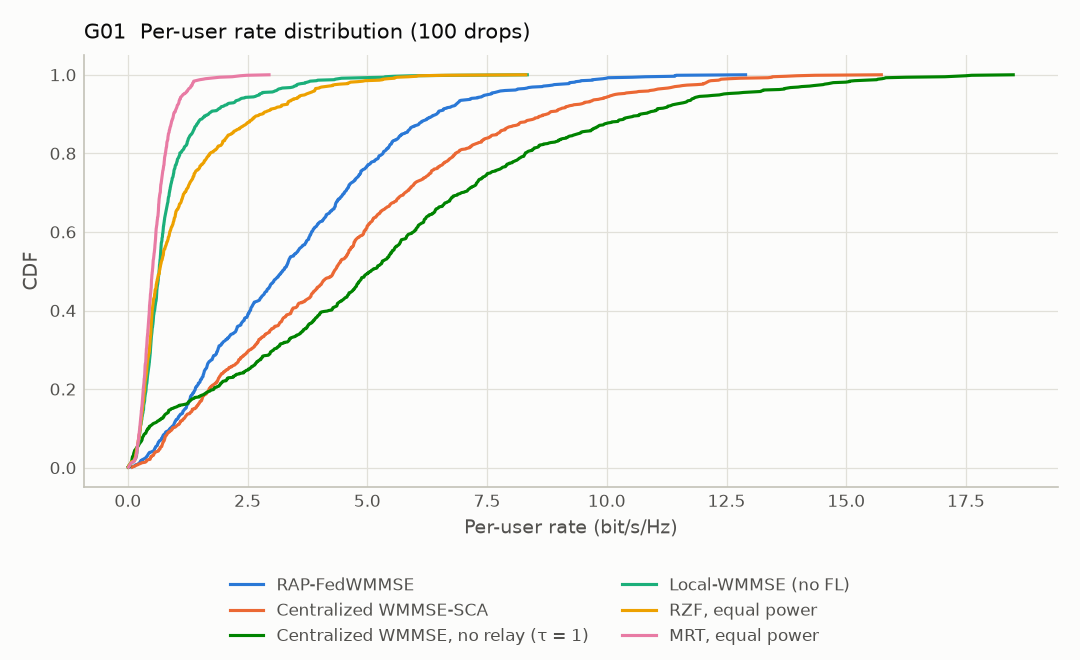 G01 Per-user rate distribution (100 drops)
CDF
1.0
0.8
0.6
0.4
0.2
0.0
0.0 2.5 5.0 7.5 10.0 12.5 15.0 17.5
Per-user rate (bit/s/Hz)
RAP-FedWMMSE
Centralized WMMSE-SCA
Centralized WMMSE, no relay (τ = 1)
Local-WMMSE (no FL)
RZF, equal power
MRT, equal power